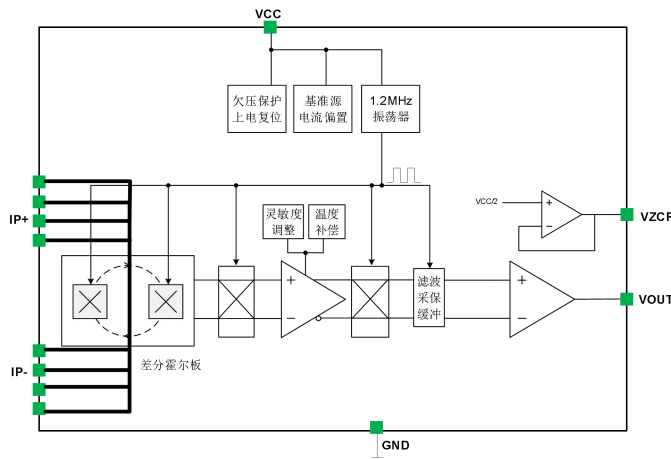 VCC
欠压保护
上电复位
基准源
电流偏置
1.2MHz
振荡器
灵敏度
调整
温度
补偿
VCC/2
+
−
VZCR
IP+
+
−
滤波
采保
缓冲
+
−
VOUT
差分霍尔板
IP-
GND